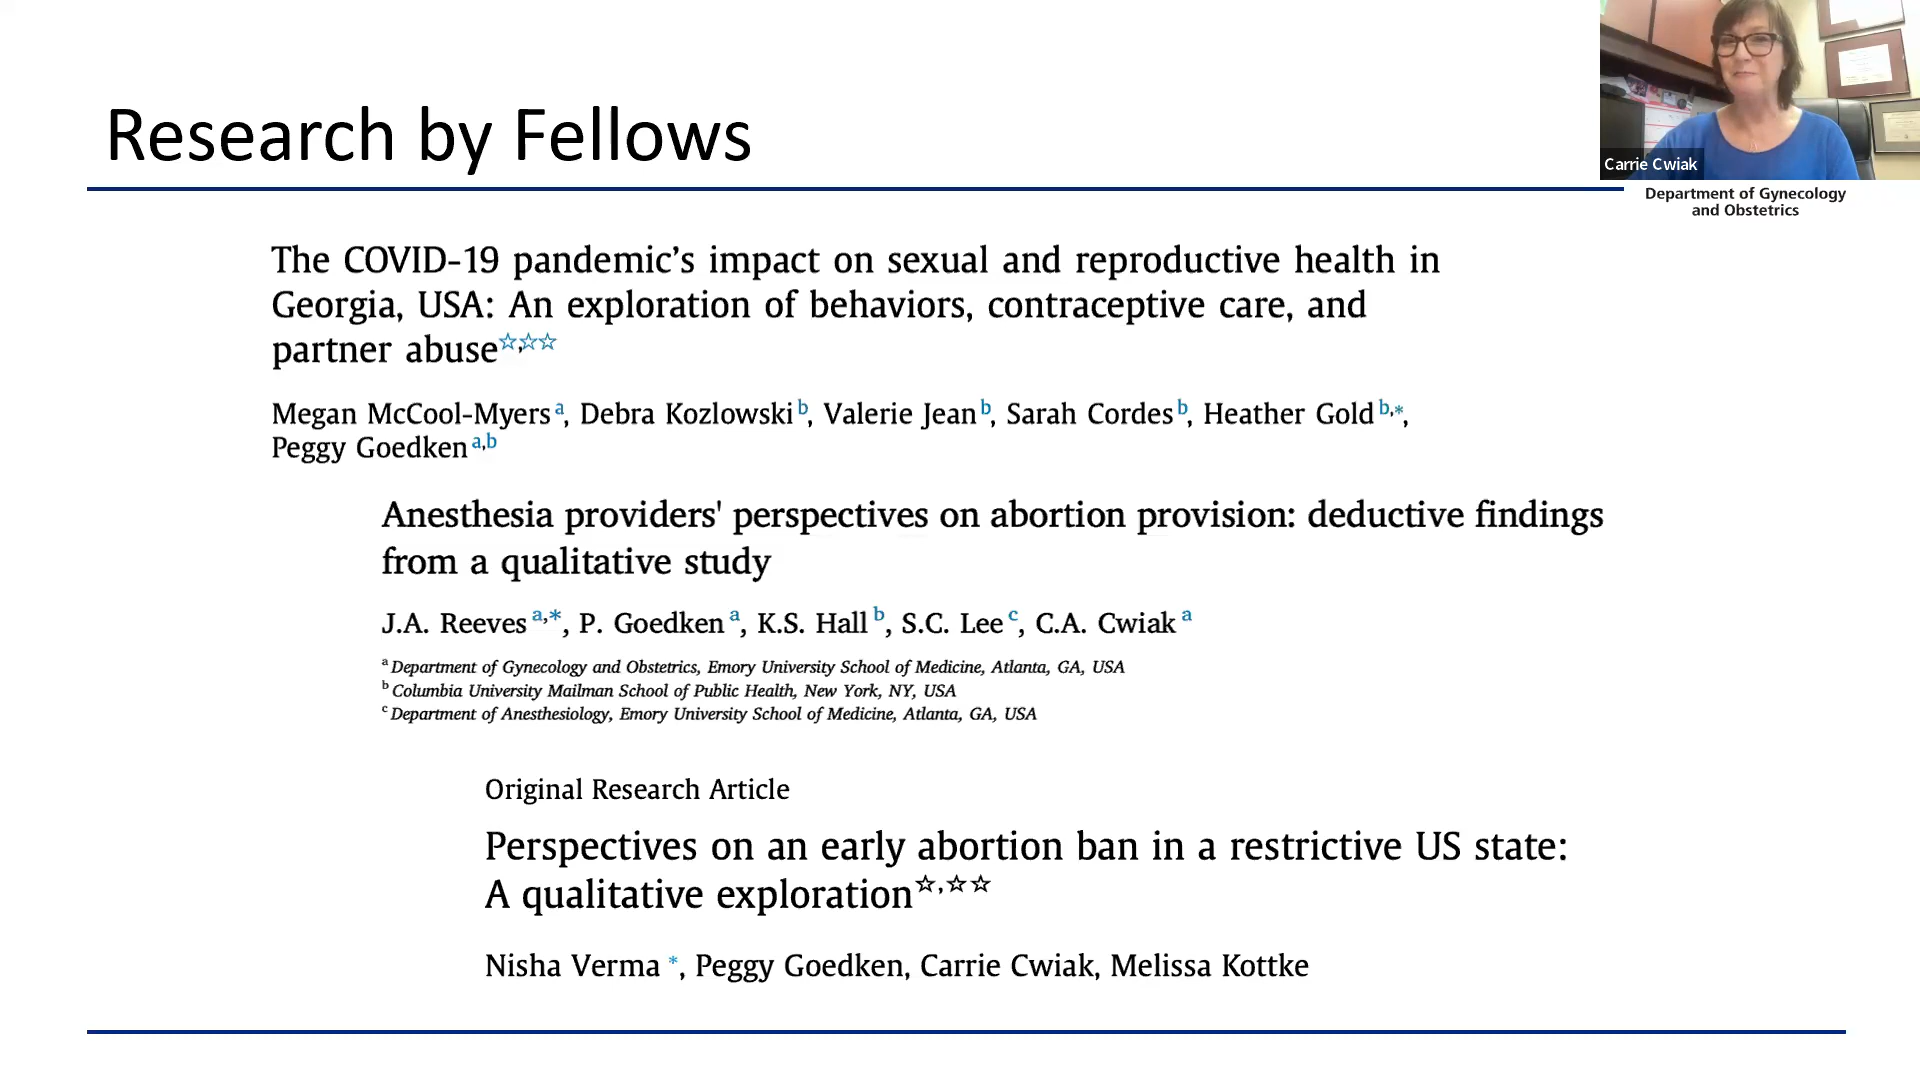 Research by Fellows
Carrie Cwiak
Department of Gynecology
and Obstetrics
The COVID-19 pandemic’s impact on sexual and reproductive health in
Georgia, USA: An exploration of behaviors, contraceptive care, and
partner abuse☆,☆☆
Megan McCool-Myers a, Debra Kozlowski b, Valerie Jean b, Sarah Cordes b, Heather Gold b,*,
Peggy Goedken a,b
Anesthesia providers' perspectives on abortion provision: deductive findings
from a qualitative study
J.A. Reeves a,*, P. Goedken a, K.S. Hall b, S.C. Lee c, C.A. Cwiak a
a Department of Gynecology and Obstetrics, Emory University School of Medicine, Atlanta, GA, USA
b Columbia University Mailman School of Public Health, New York, NY, USA
c Department of Anesthesiology, Emory University School of Medicine, Atlanta, GA, USA
Original Research Article
Perspectives on an early abortion ban in a restrictive US state:
A qualitative exploration☆,☆☆
Nisha Verma *, Peggy Goedken, Carrie Cwiak, Melissa Kottke